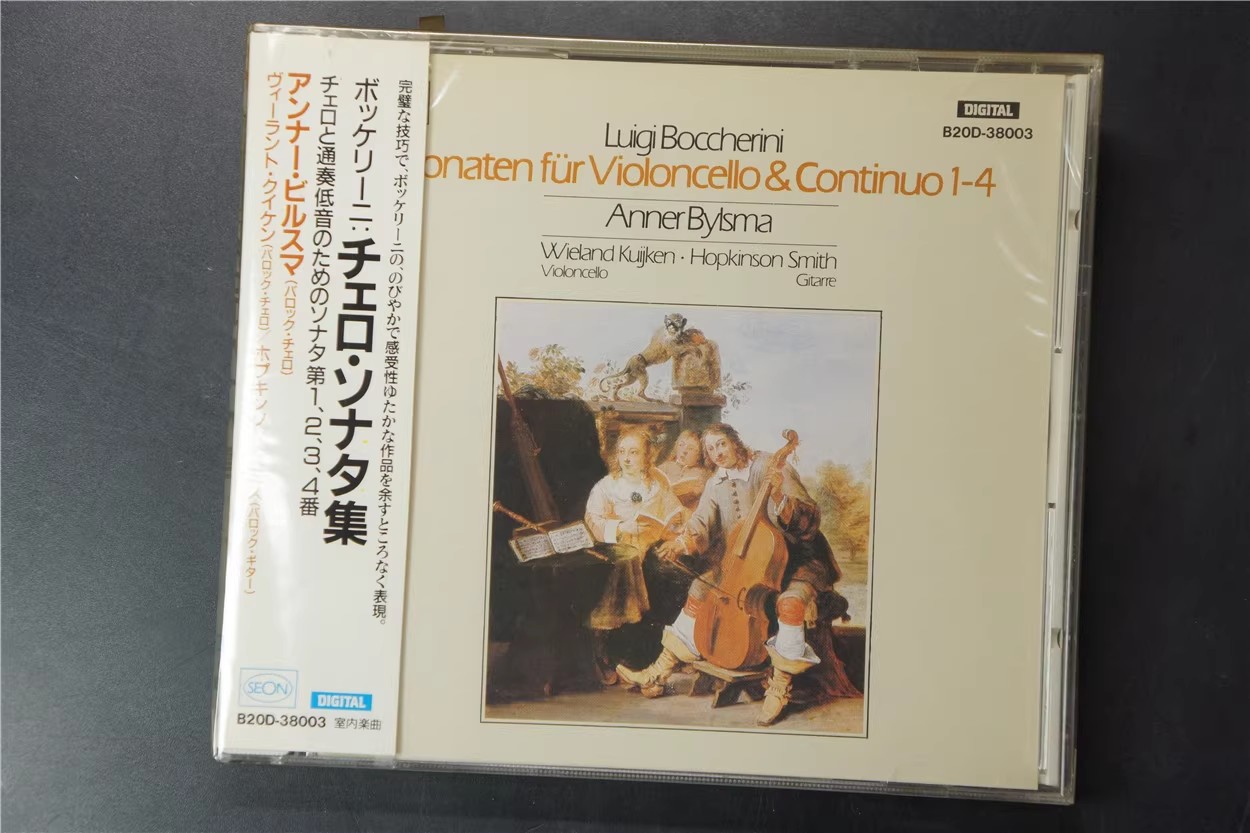 完璧な技巧で、ボッケリーニの、のびやかで感受性ゆたかな作品を余すところなく表現。
ボッケリーニ:チェロ・ソナタ集
チェロと通奏低音のためのソナタ第1、2、3、4番
アンナー・ビルスマ(バロック・チェロ)
ヴィーラント・クイケン(バロック・チェロ)/ホプキンソ ス(バロック・ギター)
SEON
DIGITAL
B20D-38003 室内楽曲
DIGITAL
B20D-38003
Luigi Boccherini
onaten für Violoncello & Continuo 1-4
Anner Bylsma
Wieland Kuijken · Hopkinson Smith
Violoncello Gitarre